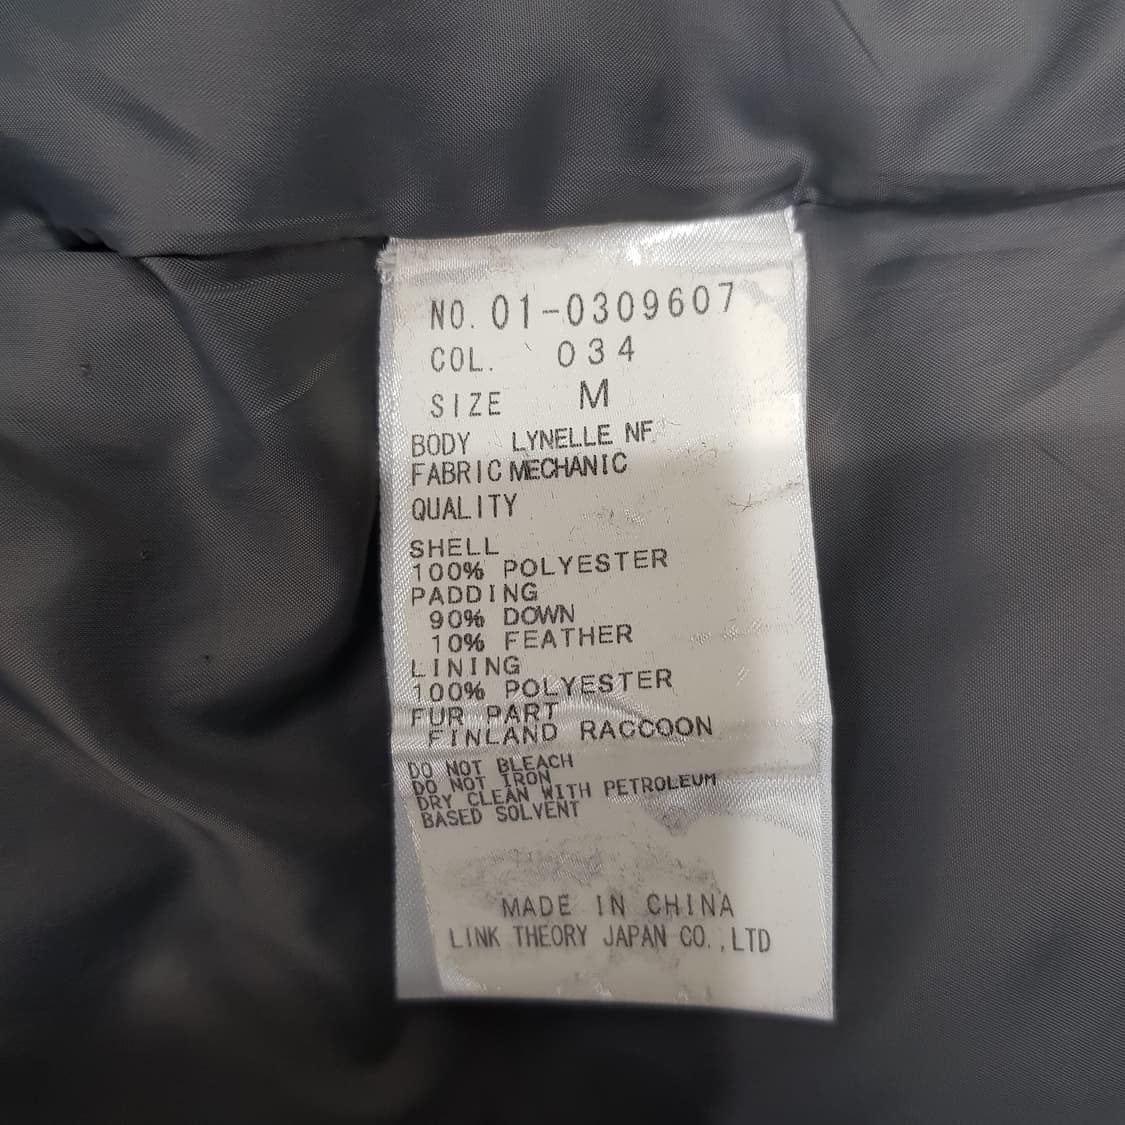 NO. 01-0309607
COL. 034
SIZE M
BODY LYNELLE NF
FABRIC MECHANIC
QUALITY
SHELL
100% POLYESTER
PADDING
90% DOWN
10% FEATHER
LINING
100% POLYESTER
FUR PART
FINLAND RACCOON
DO NOT BLEACH
DO NOT IRON
DRY CLEAN WITH PETROLEUM
BASED SOLVENT
MADE IN CHINA
LINK THEORY JAPAN CO.,LTD